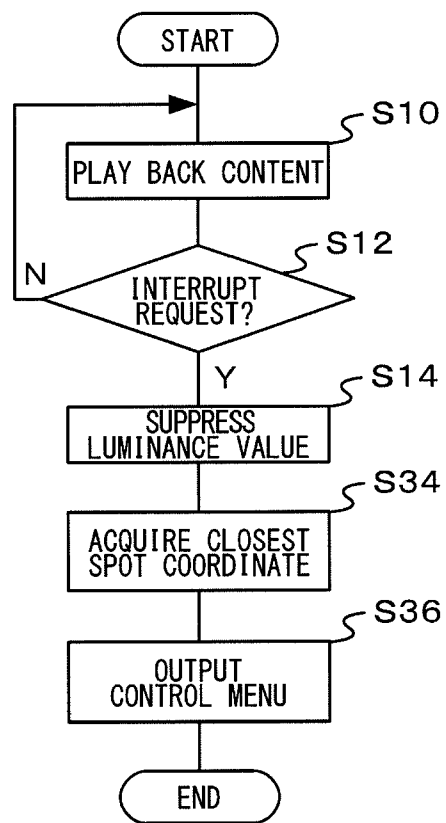 START
S10
PLAY BACK CONTENT
S12
N
INTERRUPT
REQUEST?
Y
S14
SUPPRESS
LUMINANCE VALUE
S34
ACQUIRE CLOSEST
SPOT COORDINATE
S36
OUTPUT
CONTROL MENU
END